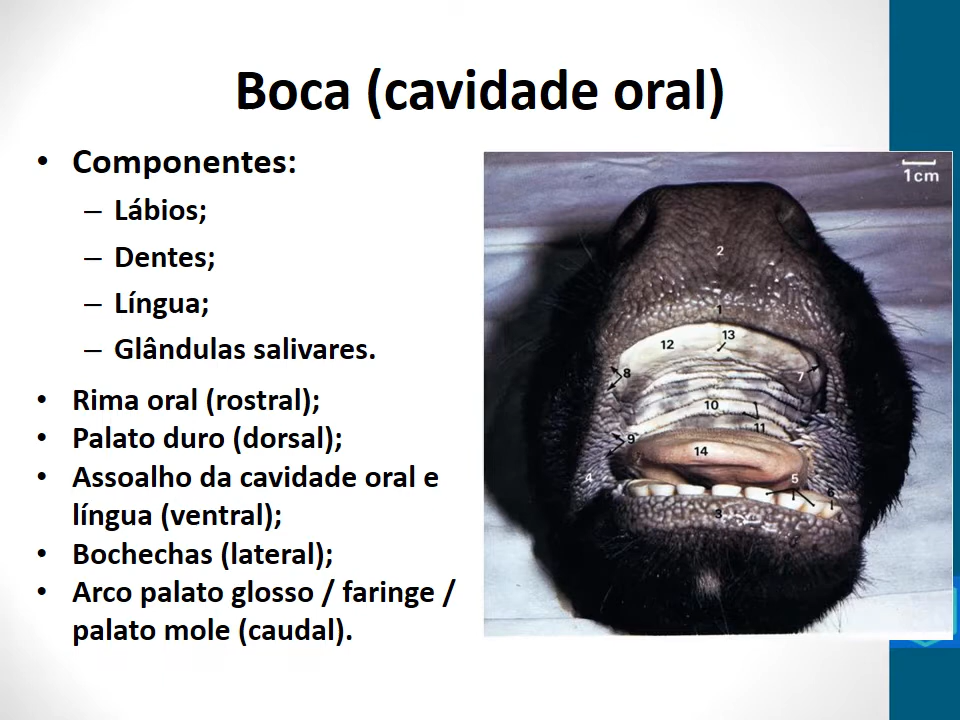 Boca (cavidade oral)
• Componentes:
– Lábios;
– Dentes;
– Língua;
– Glândulas salivares.
• Rima oral (rostral);
• Palato duro (dorsal);
• Assoalho da cavidade oral e
língua (ventral);
• Bochechas (lateral);
• Arco palato glosso / faringe /
palato mole (caudal).
1cm
2
1
13
12
8
7
10
11
9
14
4
5
6
3